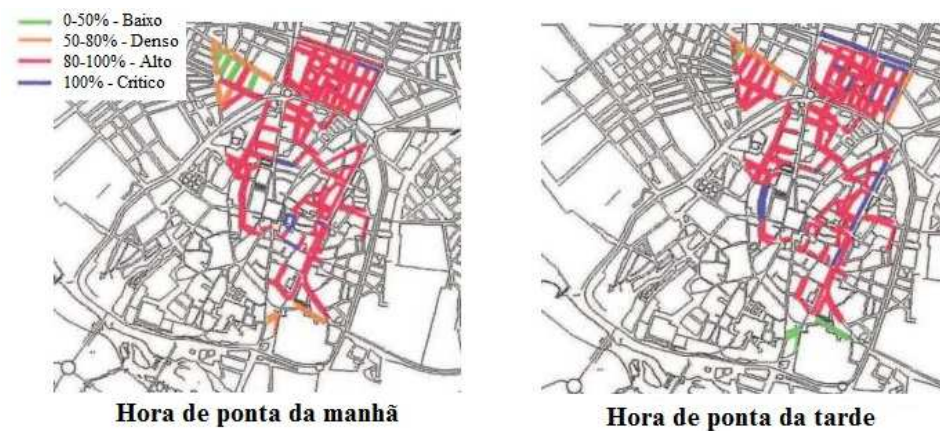 0-50% - Baixo
50-80% - Denso
80-100% - Alto
100% - Critico
Hora de ponta da manhã
Hora de ponta da tarde